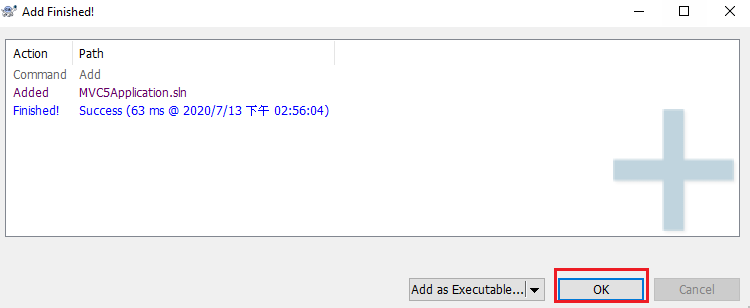 Add Finished!
Action Path
Command Add
Added MVC5Application.sln
Finished! Success (63 ms @ 2020/7/13 下午 02:56:04)
Add as Executable... OK Cancel